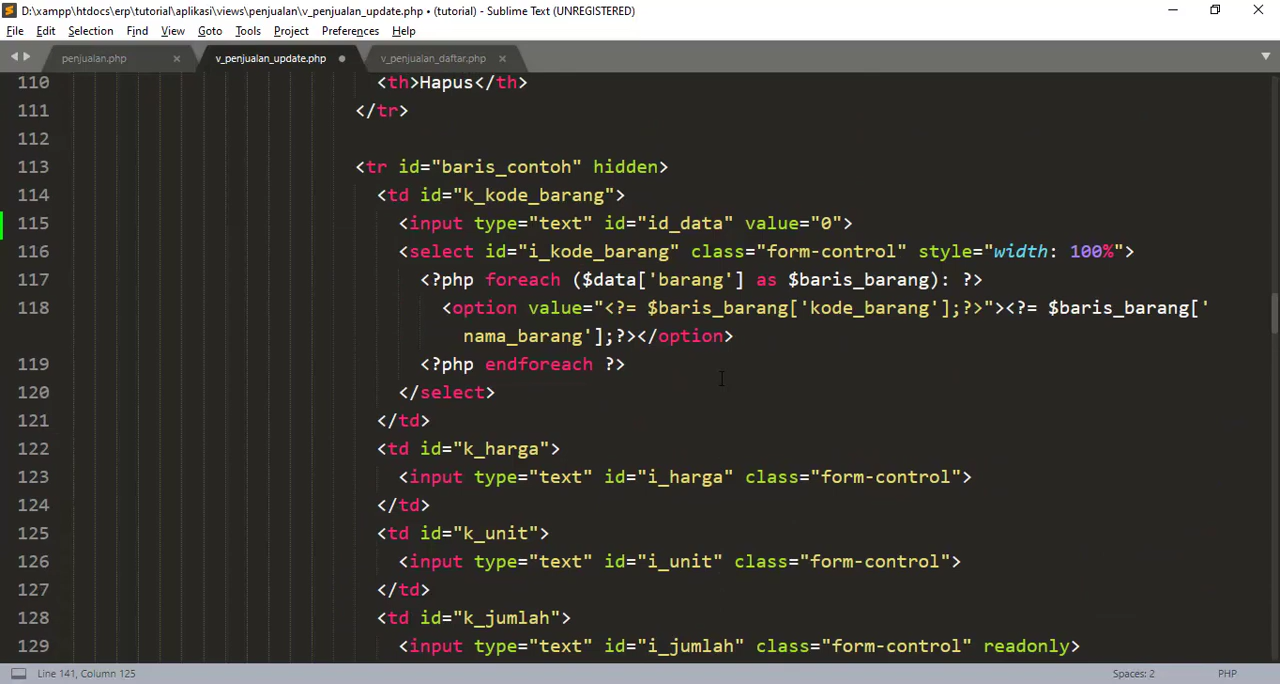 D:\xampp\htdocs\erp\tutorial\aplikasi\views\penjualan\v_penjualan_update.php • (tutorial) - Sublime Text (UNREGISTERED)
File Edit Selection Find View Goto Tools Project Preferences Help
penjualan.php v_penjualan_update.php v_penjualan_daftar.php
110 <th>Hapus</th>
111 </tr>
112
113 <tr id="baris_contoh" hidden>
114 <td id="k_kode_barang">
115 <input type="text" id="id_data" value="0">
116 <select id="i_kode_barang" class="form-control" style="width: 100%">
117 <?php foreach ($data['barang'] as $baris_barang): ?>
118 <option value="<?= $baris_barang['kode_barang'];?>"><?= $baris_barang['
nama_barang'];?></option>
119 <?php endforeach ?>
120 </select>
121 </td>
122 <td id="k_harga">
123 <input type="text" id="i_harga" class="form-control">
124 </td>
125 <td id="k_unit">
126 <input type="text" id="i_unit" class="form-control">
127 </td>
128 <td id="k_jumlah">
129 <input type="text" id="i_jumlah" class="form-control" readonly>
Line 141, Column 125 Spaces: 2 PHP